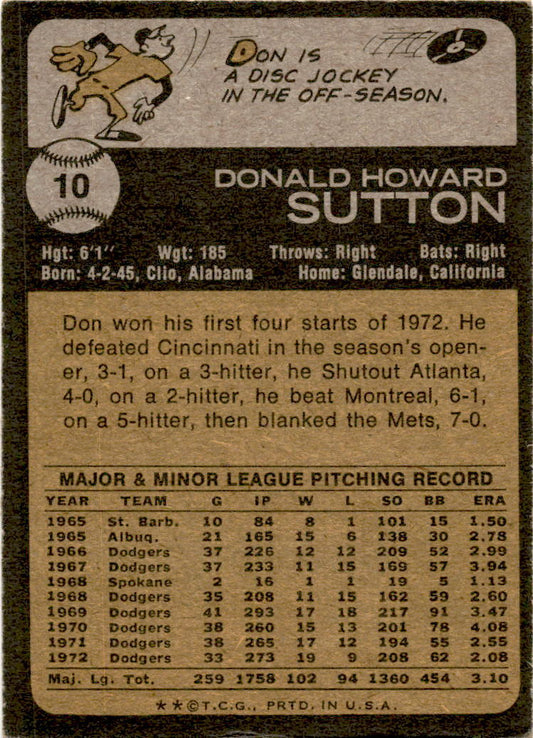 DON IS
A DISC JOCKEY
IN THE OFF-SEASON.
10
DONALD HOWARD
SUTTON
Hgt: 6'1" Wgt: 185 Throws: Right Bats: Right
Born: 4-2-45, Clio, Alabama Home: Glendale, California
Don won his first four starts of 1972. He
defeated Cincinnati in the season's open-
er, 3-1, on a 3-hitter, he Shutout Atlanta,
4-0, on a 2-hitter, he beat Montreal, 6-1,
on a 5-hitter, then blanked the Mets, 7-0.
MAJOR & MINOR LEAGUE PITCHING RECORD
YEAR TEAM G IP W L SO BB ERA
1965 St. Barb. 10 84 8 1 101 15 1.50
1965 Albuq. 21 165 15 6 138 30 2.78
1966 Dodgers 37 226 12 12 209 52 2.99
1967 Dodgers 37 233 11 15 169 57 3.94
1968 Spokane 2 16 1 1 19 5 1.13
1968 Dodgers 35 208 11 15 162 59 2.60
1969 Dodgers 41 293 17 18 217 91 3.47
1970 Dodgers 38 260 15 13 201 78 4.08
1971 Dodgers 38 265 17 12 194 55 2.55
1972 Dodgers 33 273 19 9 208 62 2.08
Maj. Lg. Tot. 259 1758 102 94 1360 454 3.10
**©T.C.G., PRTD. IN U.S.A.